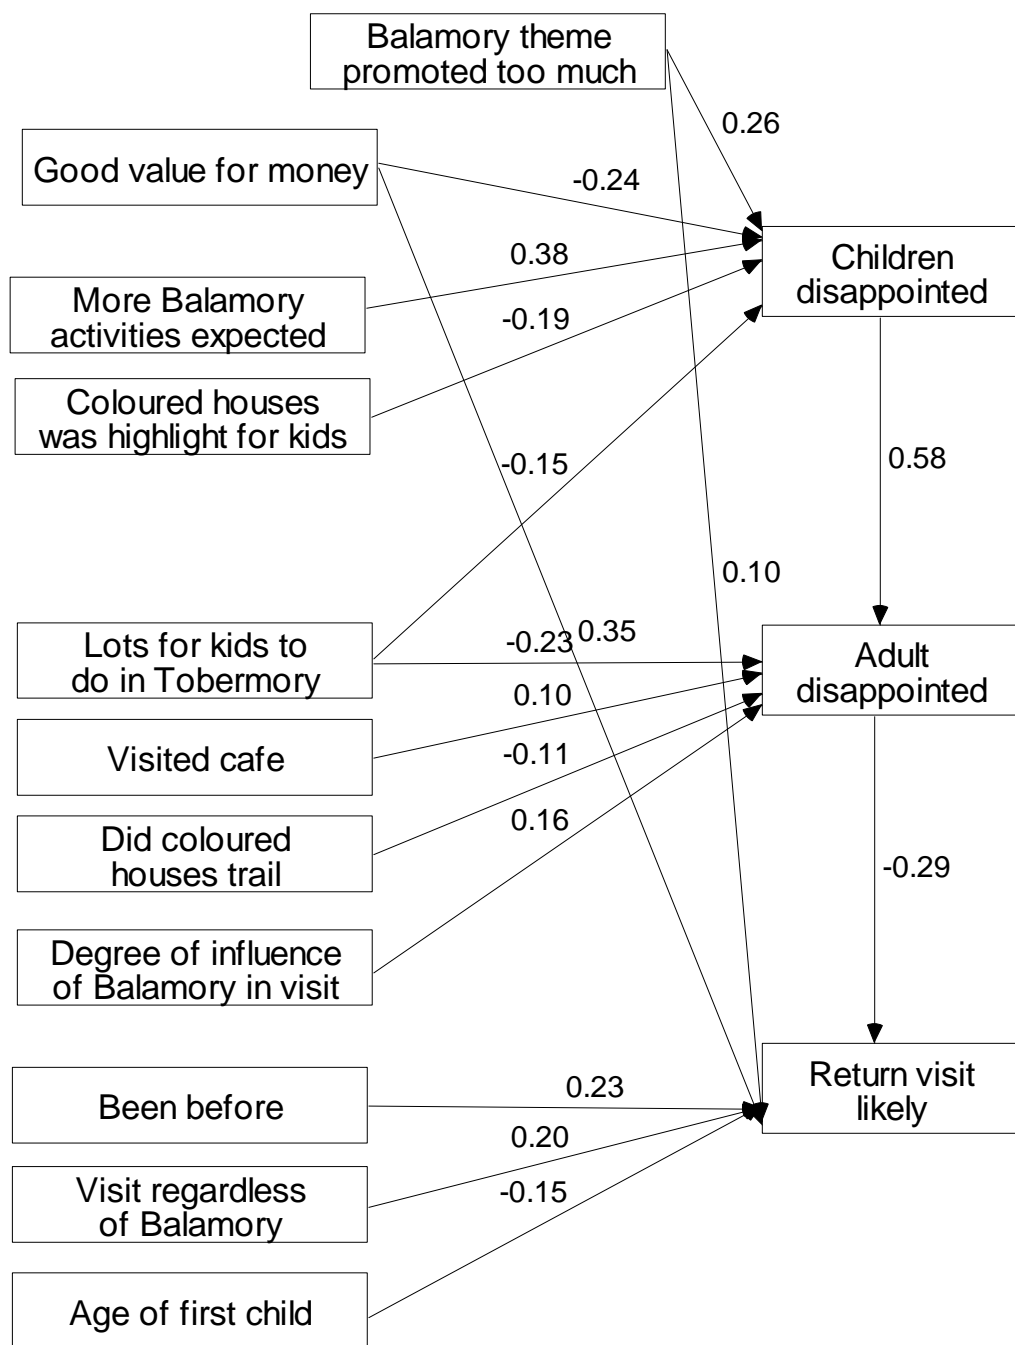 Balamory theme
promoted too much
0.26
Good value for money
-0.24
0.38
Children
disappointed
More Balamory
activities expected
-0.19
Coloured houses
was highlight for kids
-0.15
0.58
0.10
Lots for kids to
do in Tobermory
-0.23
0.35
Adult
disappointed
0.10
Visited cafe
-0.11
Did coloured
houses trail
0.16
-0.29
Degree of influence
of Balamory in visit
Return visit
likely
Been before
0.23
0.20
Visit regardless
of Balamory
-0.15
Age of first child